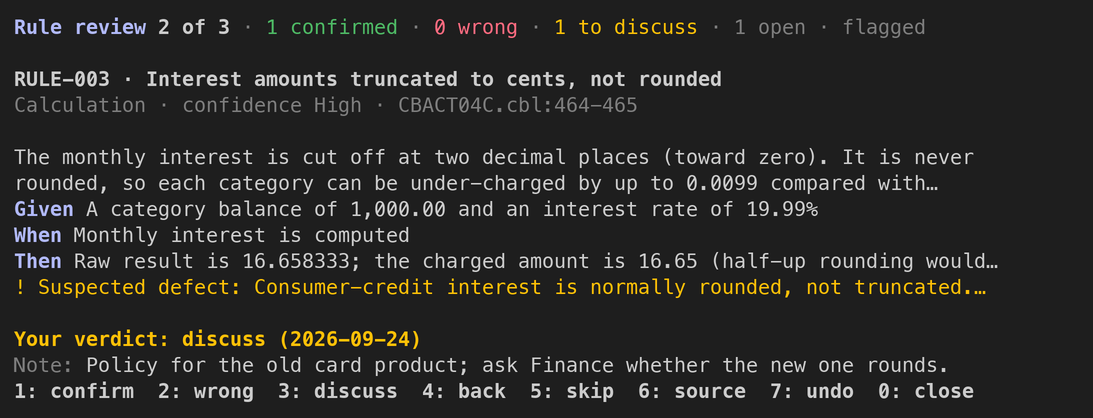 Rule review 2 of 3 · 1 confirmed · 0 wrong · 1 to discuss · 1 open · flagged
RULE-003 · Interest amounts truncated to cents, not rounded
Calculation · confidence High · CBACT04C.cbl:464-465
The monthly interest is cut off at two decimal places (toward zero). It is never
rounded, so each category can be under-charged by up to 0.0099 compared with…
Given A category balance of 1,000.00 and an interest rate of 19.99%
When Monthly interest is computed
Then Raw result is 16.658333; the charged amount is 16.65 (half-up rounding would…
! Suspected defect: Consumer-credit interest is normally rounded, not truncated.…
Your verdict: discuss (2026-09-24)
Note: Policy for the old card product; ask Finance whether the new one rounds.
1: confirm  2: wrong  3: discuss  4: back  5: skip  6: source  7: undo  0: close